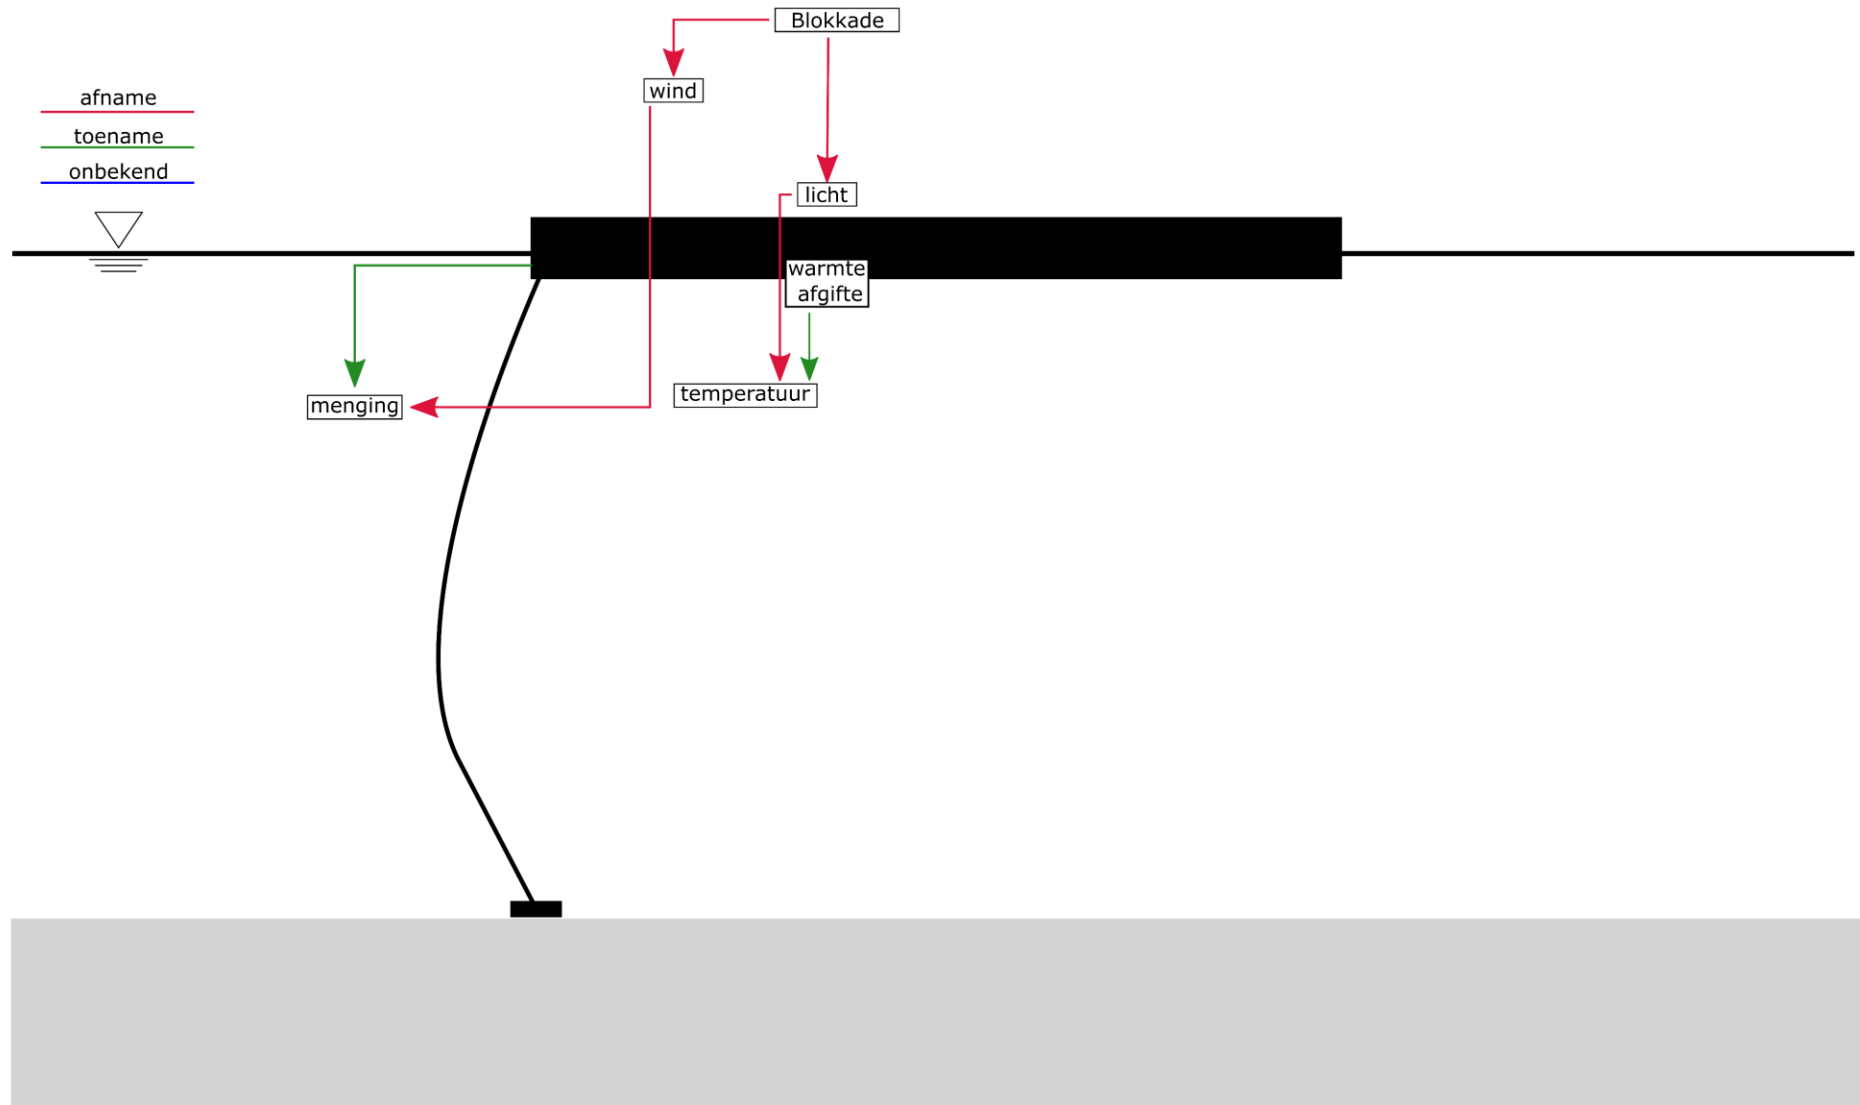 Blokkade
wind
afname
toename
onbekend
licht
warmte
afgifte
temperatuur
menging